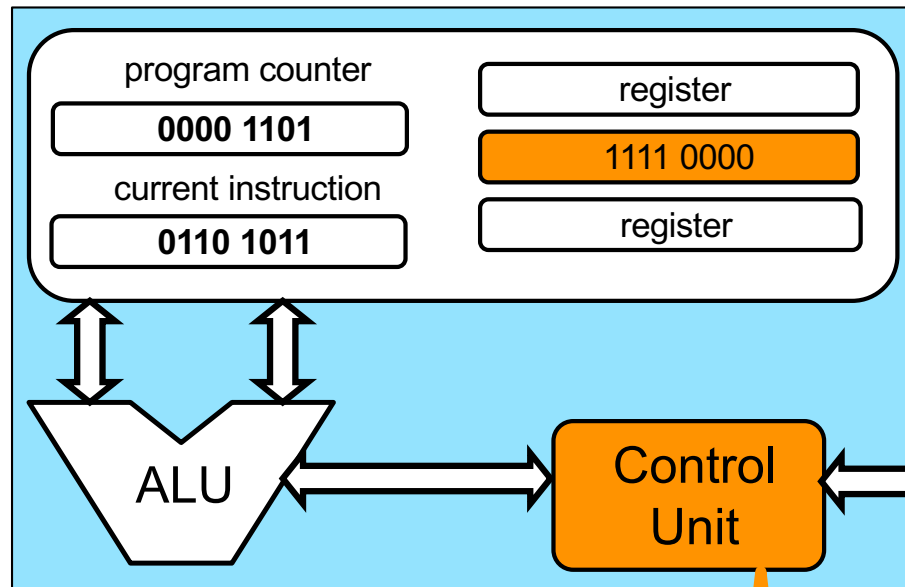 program counter
0000 1101
current instruction
0110 1011
register
1111 0000
register
ALU
Control
Unit